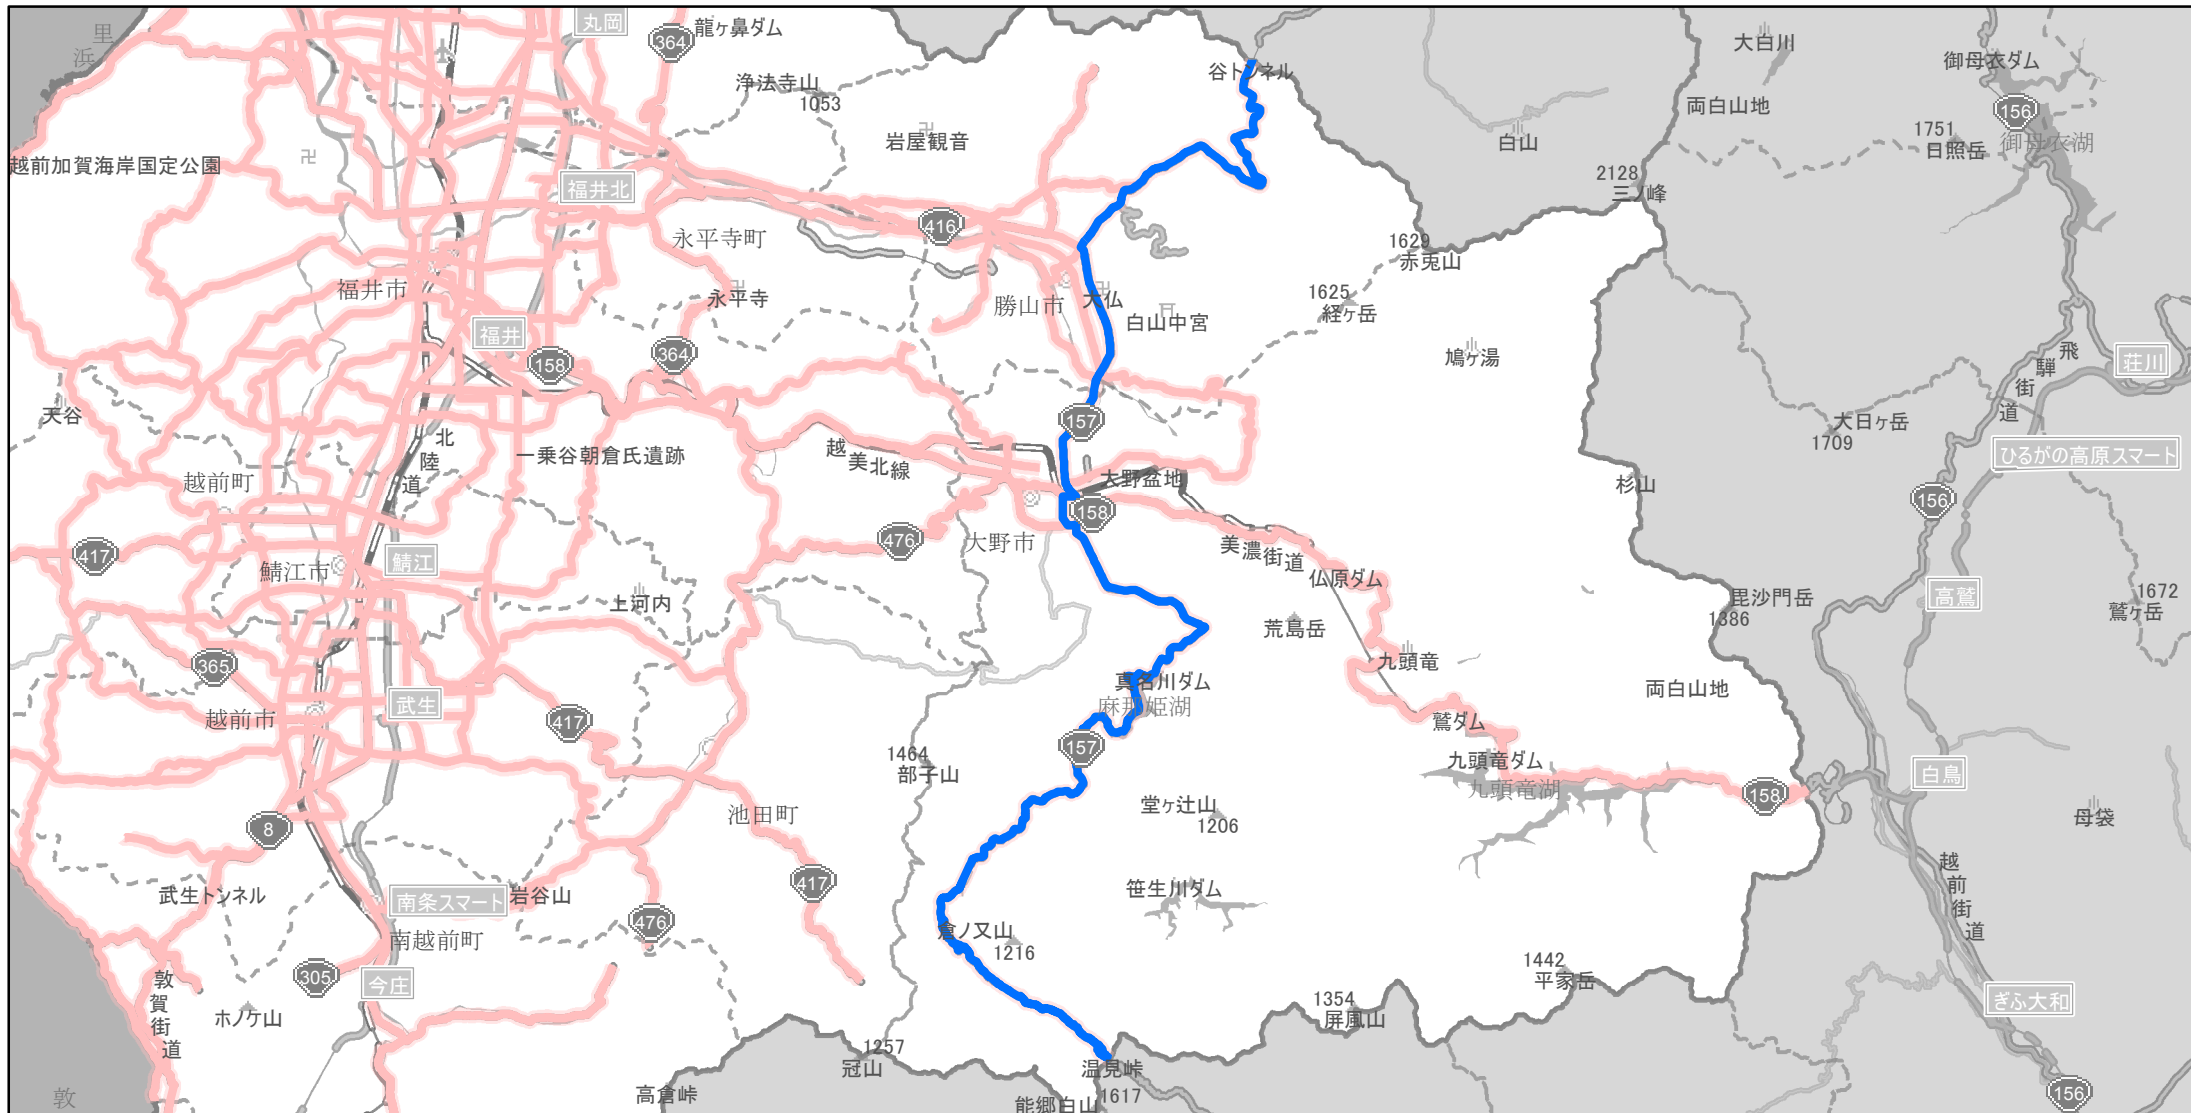 里
浜
丸岡
364
龍ヶ鼻ダム
浄法寺山
1053
谷トンネル
大白川
御母衣ダム
両白山地
156
岩屋観音
白山
1751
日照岳
御母衣湖
越前加賀海岸国定公園
福井北
2128
三ノ峰
416
永平寺町
1629
赤兎山
福井市
永平寺
勝山市
大仏
白山中宮
1625
経ヶ岳
福井
158
364
鳩ヶ湯
飛
騨
街
道
荘川
天谷
157
大日ヶ岳
1709
北
陸
道
一乗谷朝倉氏遺跡
越
美
北
線
ひるがの高原スマート
越前町
大野盆地
杉山
156
158
417
鯖江
鯖江市
476
大野市
美
濃
街
道
仏原ダム
上河内
荒島岳
毘沙門岳
1386
高鷲
1672
鷲ヶ岳
365
九頭竜
真名川ダム
麻那姫湖
両白山地
武生
越前市
417
鷲ダム
157
1464
部子山
九頭竜ダム
九頭竜湖
白鳥
158
池田町
堂ヶ辻山
1206
母袋
8
417
武生トンネル
南条スマート
岩谷山
笹生川ダム
越
前
街
道
476
南越前町
倉ノ又山
1216
305
今庄
敦
賀
街
道
1442
平家岳
ホノケ山
1354
屏風山
ぎふ大和
1257
冠山
温見峠
高倉峠
能郷白山
1617
156
敦